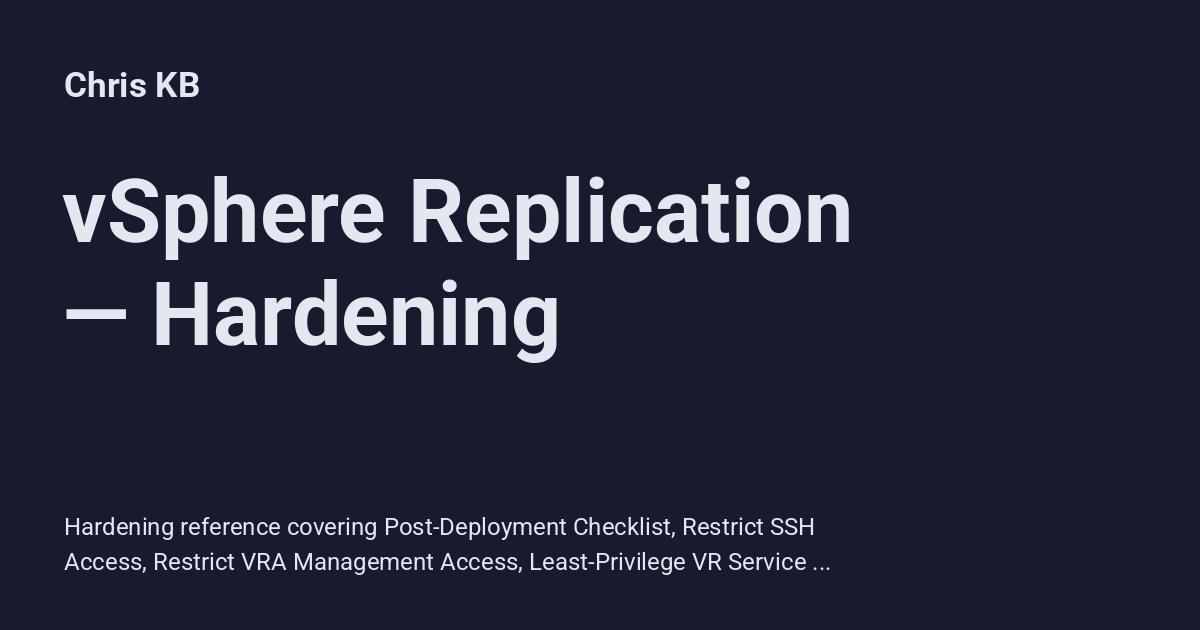 Chris KB
vSphere Replication
— Hardening
Hardening reference covering Post-Deployment Checklist, Restrict SSH
Access, Restrict VRA Management Access, Least-Privilege VR Service ...